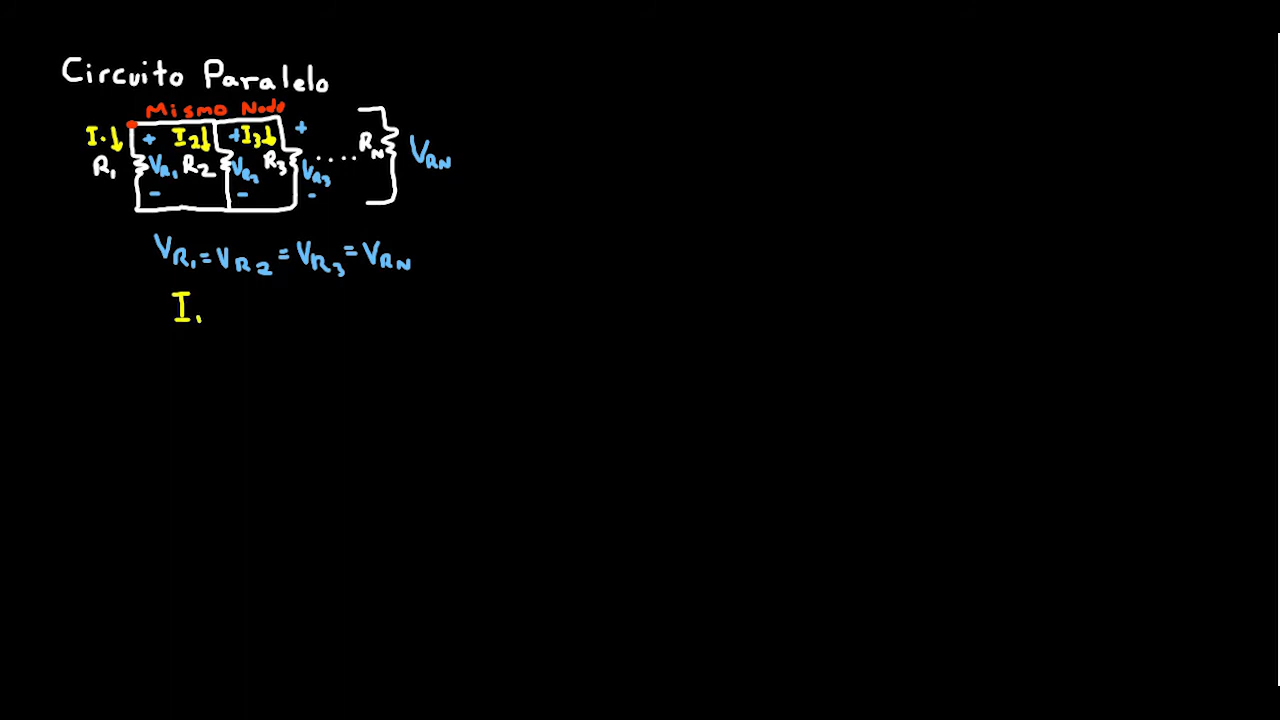 Circuito Paralelo
Mismo Nodo
I1 + I2 + I3 +
R1 VR1 R2 VR2 R3 VR3 .... RN VRN
- - -
VR1 = VR2 = VR3 = VRN
I1